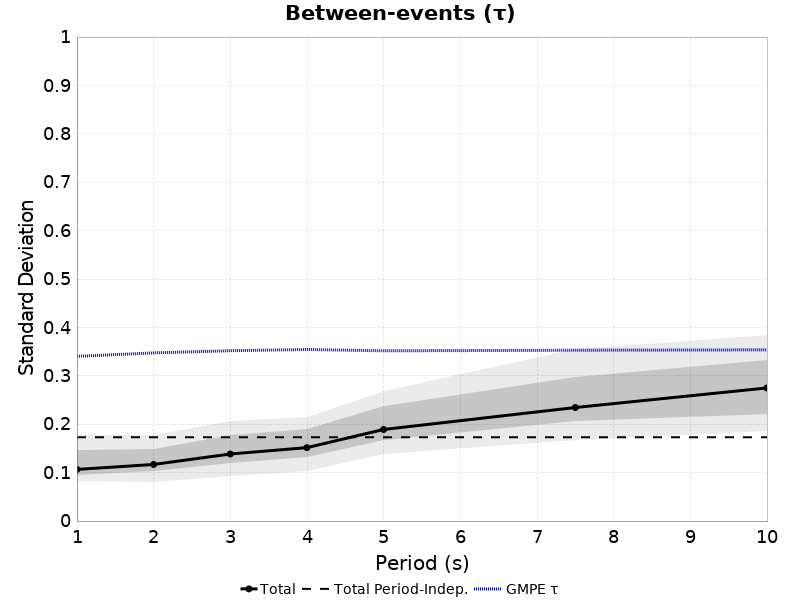 Between-events (τ)
Standard Deviation
1
0.9
0.8
0.7
0.6
0.5
0.4
0.3
0.2
0.1
0
1 2 3 4 5 6 7 8 9 10
Period (s)
Total Total Period-Indep. GMPE τ